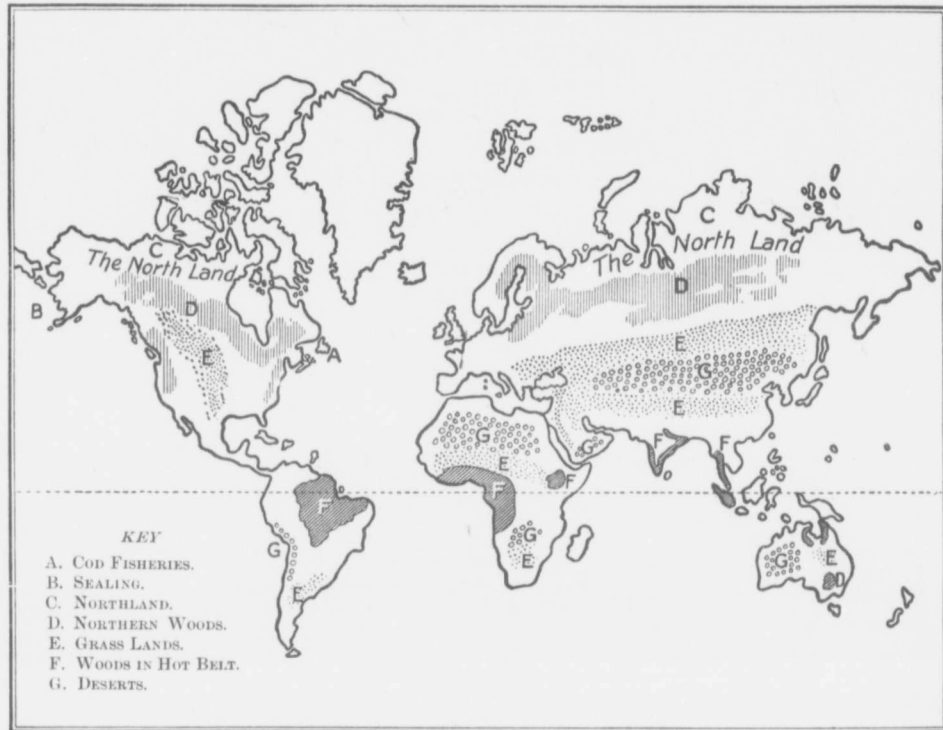 C
The North Land
C
The North Land
B
D
D
A
E
E
G
E
G
G
F
F
E
F
F
F
G
G
E
E
G
E
D
KEY
A. COD FISHERIES.
B. SEALING.
C. NORTHLAND.
D. NORTHERN WOODS.
E. GRASS LANDS.
F. WOODS IN HOT BELT.
G. DESERTS.